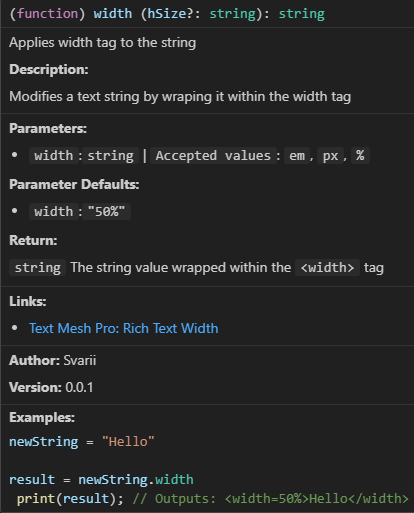 (function) width (hSize?: string): string
Applies width tag to the string
Description:
Modifies a text string by wraping it within the width tag
Parameters:
• width : string | Accepted values : em , px , %
Parameter Defaults:
• width : "50%"
Return:
string The string value wrapped within the <width> tag
Links:
• Text Mesh Pro: Rich Text Width
Author: Svarii
Version: 0.0.1
Examples:
newString = "Hello"
result = newString.width
print(result); // Outputs: <width=50%>Hello</width>